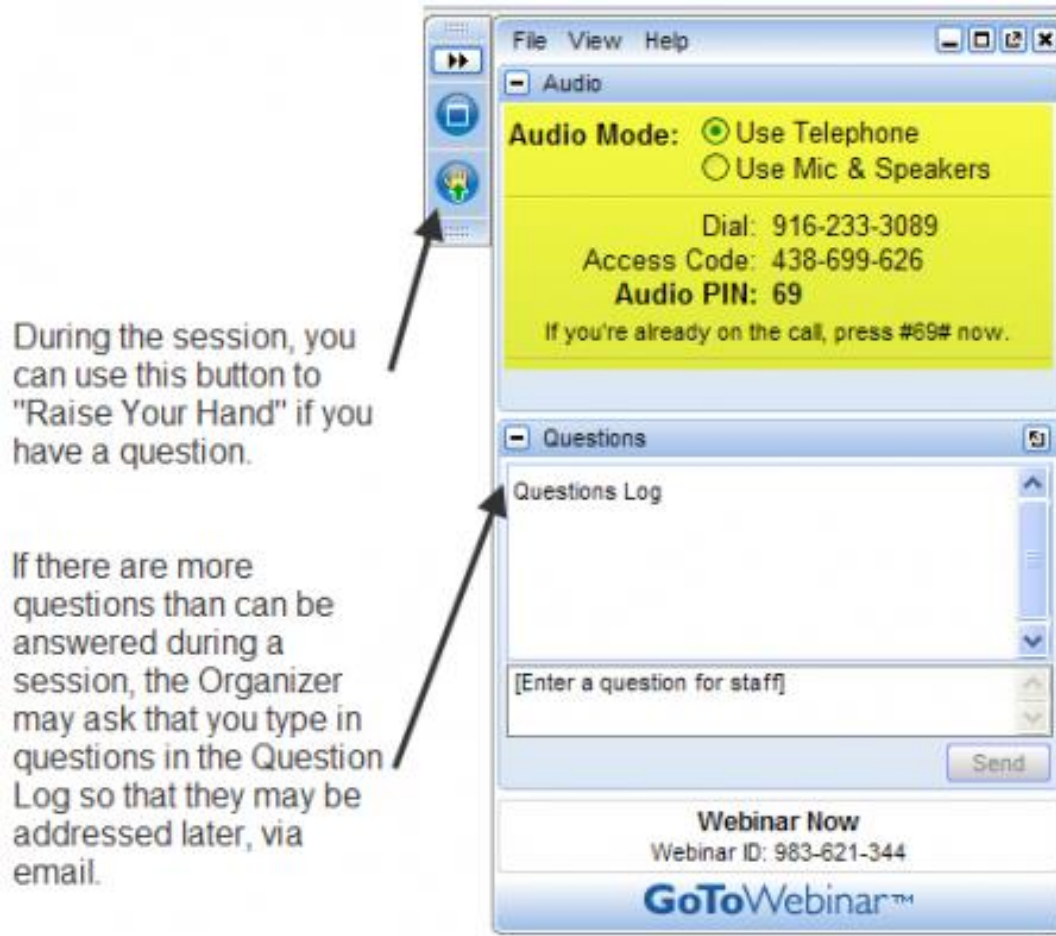 File View Help
Audio
Audio Mode: Use Telephone
Use Mic & Speakers
Dial: 916-233-3089
Access Code: 438-699-626
Audio PIN: 69
If you're already on the call, press #69# now.
During the session, you
can use this button to
"Raise Your Hand" if you
have a question.
Questions
Questions Log
If there are more
questions than can be
answered during a
session, the Organizer
may ask that you type in
questions in the Question
Log so that they may be
addressed later, via
email.
[Enter a question for staff]
Send
Webinar Now
Webinar ID: 983-621-344
GoToWebinar™